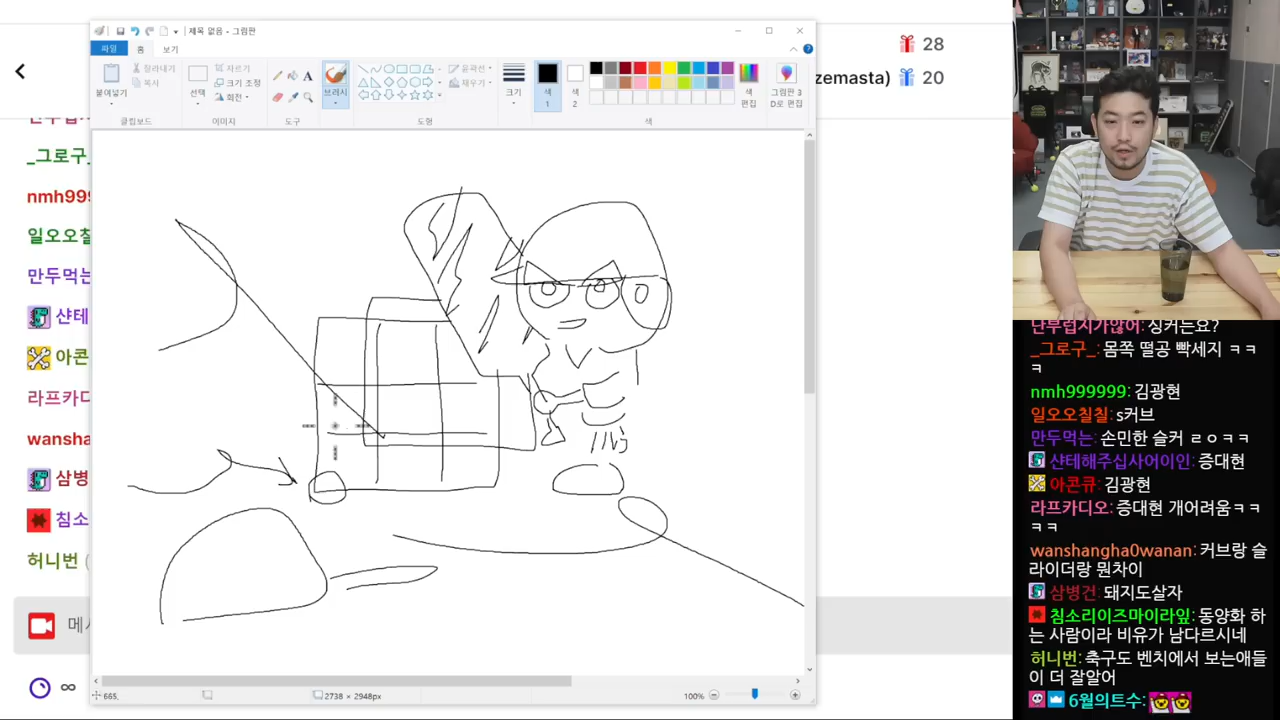 제목 없음 - 그림판
파일 홈 보기
붙여넣기
잘라내기
복사
클립보드
선택
자르기
크기 조정
회전
이미지
도구
브러시
윤곽선
채우기
도형
크기
색 1
색 2
색
색 편집
그림판 3D로 편집
28
zemasta) 20
_그로구_
nmh999
일오오칠
만두먹는
샨테
아콘
라프카디
wansh
삼병
침소
허니번 (
메
∞
665,
2738 × 2948px
100%
난부럽지가않어: 싱커는요?
_그로구_: 몸쪽 떨공 빡세지 ㅋㅋ
ㅋ
nmh999999: 김광현
일오오칠칠: s커브
만두먹는: 손민한 슬커 ㄹㅇㅋㅋ
샨테해주십사어이인: 증대현
아콘큐: 김광현
라프카디오: 증대현 개어려움ㅋㅋ
ㅋㅋ
wanshangha0wanan: 커브랑 슬
라이더랑 뭔차이
삼병건: 돼지도살자
침소리이즈마이라잎: 동양화 하
는 사람이라 비유가 남다르시네
허니번: 축구도 벤치에서 보는애들
이 더 잘알어
6월의트수: